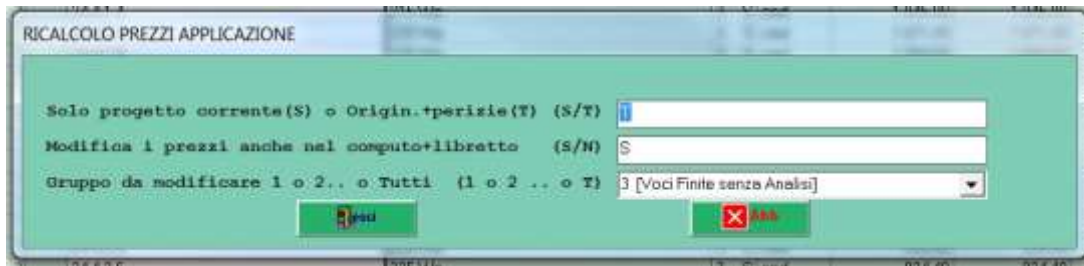 RICALCOLO PREZZI APPLICAZIONE
Solo progetto corrente(S) o Origin.+perizie(T) (S/T) T
Modifica i prezzi anche nel computo+libretto (S/N) S
Gruppo da modificare 1 o 2.. o Tutti (1 o 2 .. o T) 3 [Voci Finite senza Analisi]